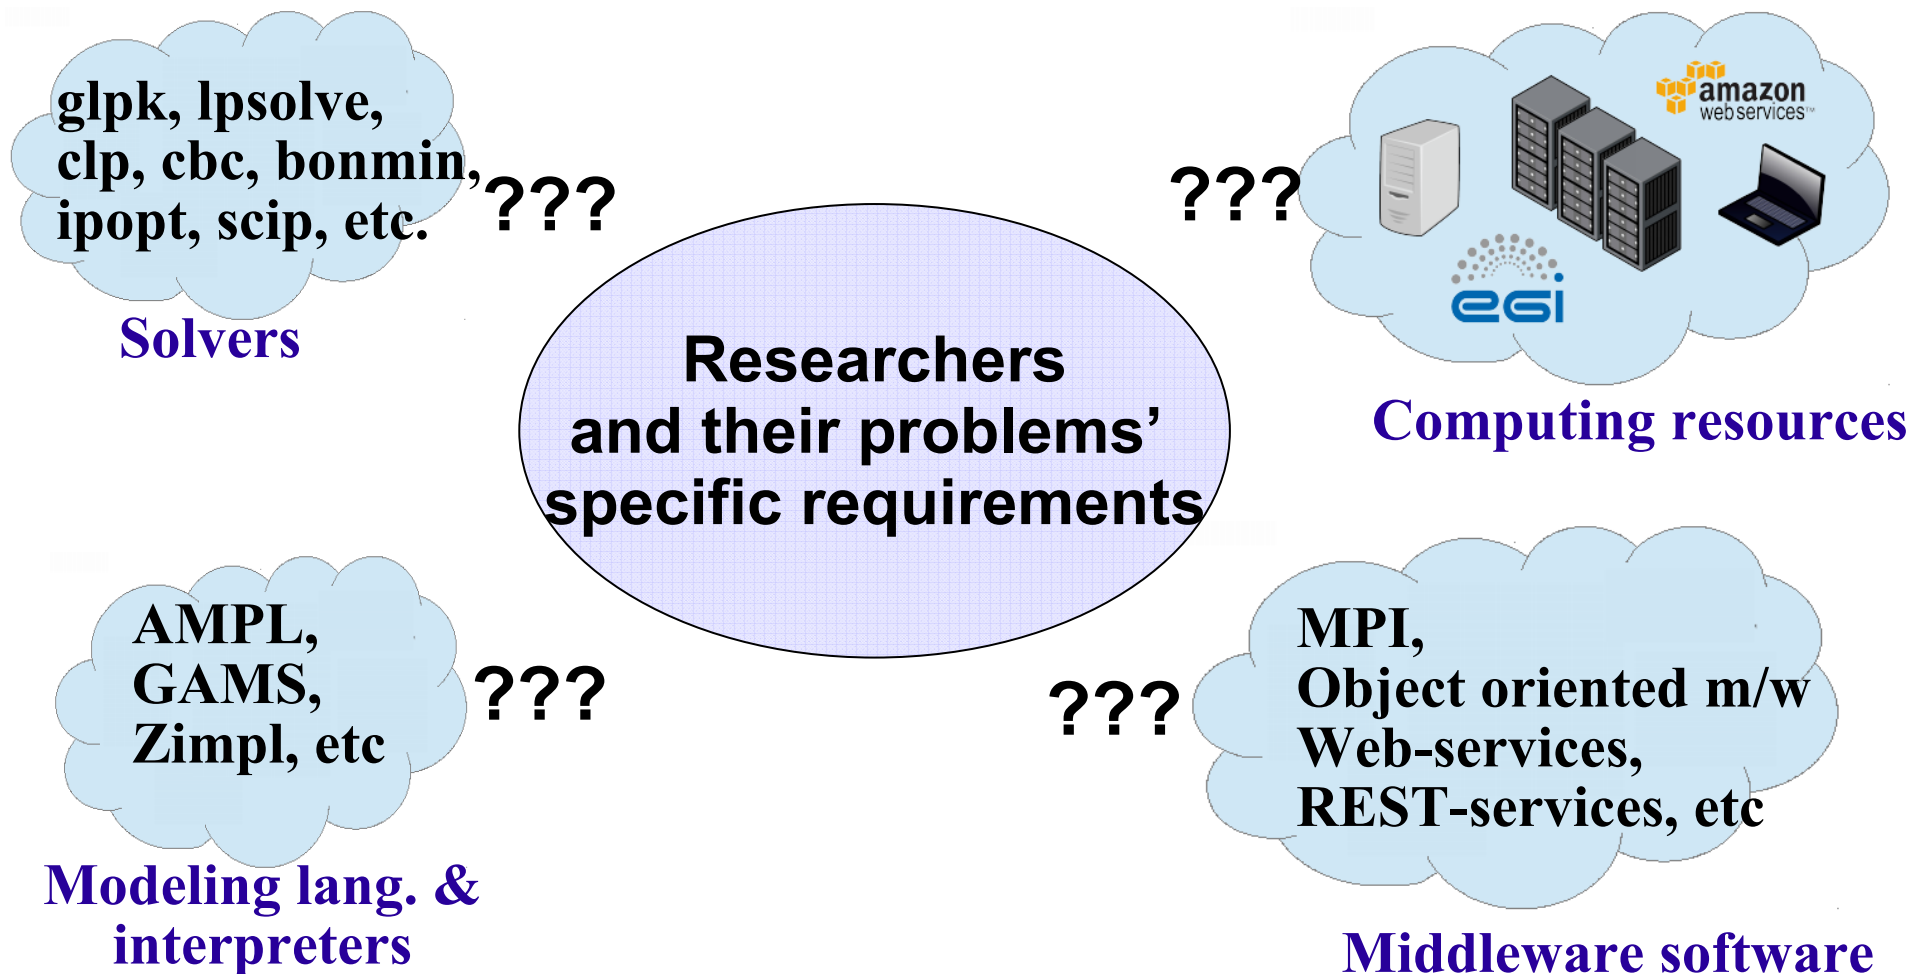 glpk, lpsolve,
clp, cbc, bonmin,
ipopt, scip, etc.
???
Solvers
???
amazon
webservices™
egi
Computing resources
Researchers
and their problems’
specific requirements
AMPL,
GAMS,
Zimpl, etc
???
Modeling lang. &
interpreters
???
MPI,
Object oriented m/w
Web-services,
REST-services, etc
Middleware software